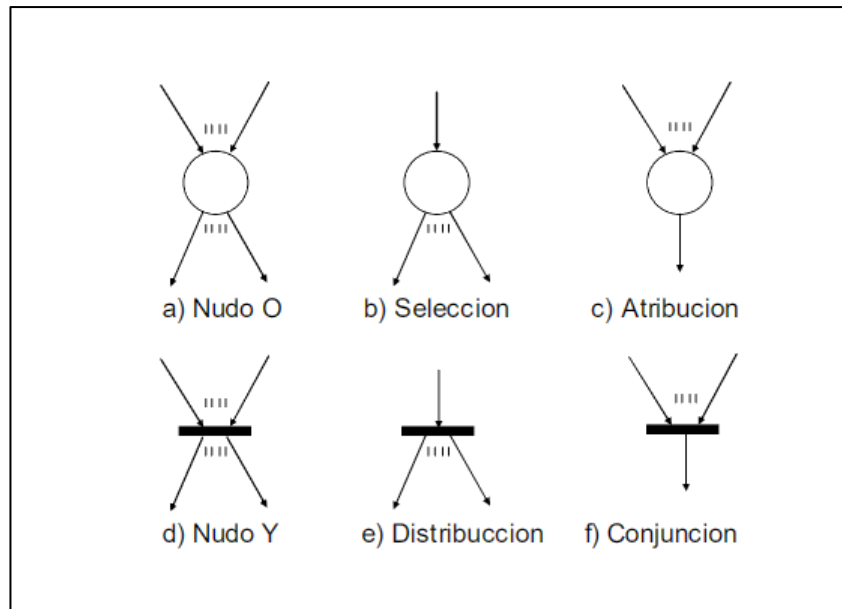 a) Nudo O
b) Seleccion
c) Atribucion
d) Nudo Y
e) Distribuccion
f) Conjuncion